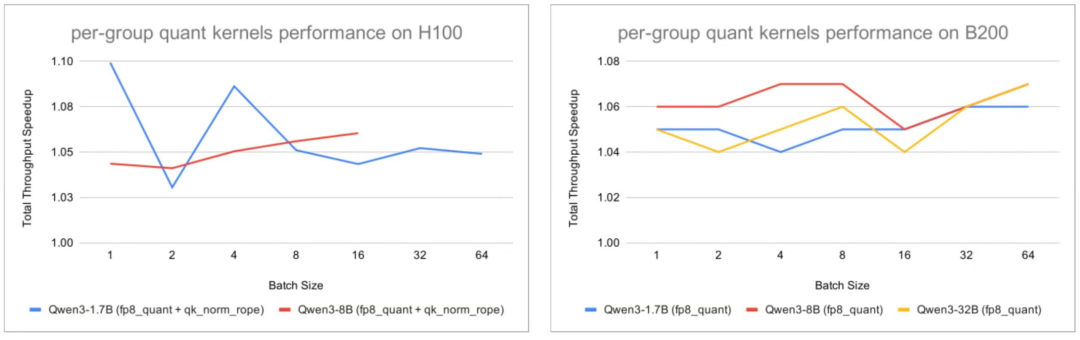 per-group quant kernels performance on H100
Total Throughput Speedup
1.10
1.08
1.05
1.03
1.00
1 2 4 8 16 32 64
Batch Size
Qwen3-1.7B (fp8_quant + qk_norm_rope) Qwen3-8B (fp8_quant + qk_norm_rope)
per-group quant kernels performance on B200
Total Throughput Speedup
1.08
1.06
1.04
1.02
1.00
1 2 4 8 16 32 64
Batch Size
Qwen3-1.7B (fp8_quant) Qwen3-8B (fp8_quant) Qwen3-32B (fp8_quant)